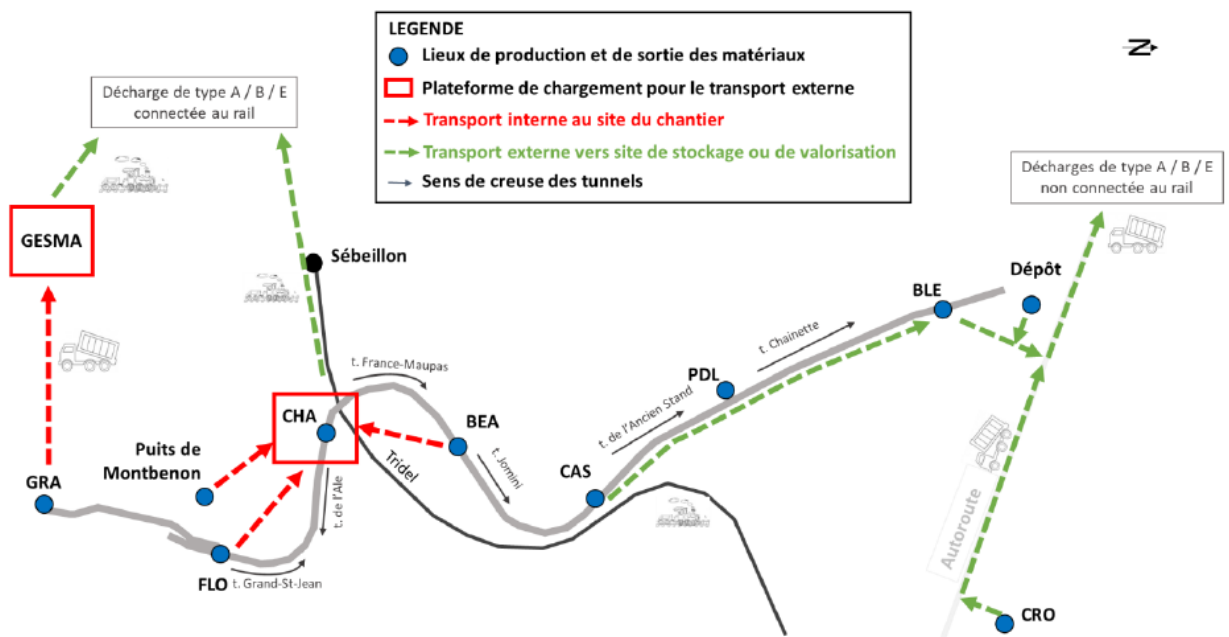 LEGENDE
Lieux de production et de sortie des matériaux
Plateforme de chargement pour le transport externe
Transport interne au site du chantier
Transport externe vers site de stockage ou de valorisation
Sens de creuse des tunnels
N
Décharge de type A / B / E
connectée au rail
Décharges de type A / B / E
non connectée au rail
GESMA
Sébeillon
Dépôt
BLE
t. Chainette
t. France-Maupas
PDL
t. de l'Ancien Stand
CHA
BEA
Puits de
Montbenon
Tridel
t. Jomini
CAS
GRA
t. de l'Ale
Autoroute
FLO
t. Grand-St-Jean
CRO